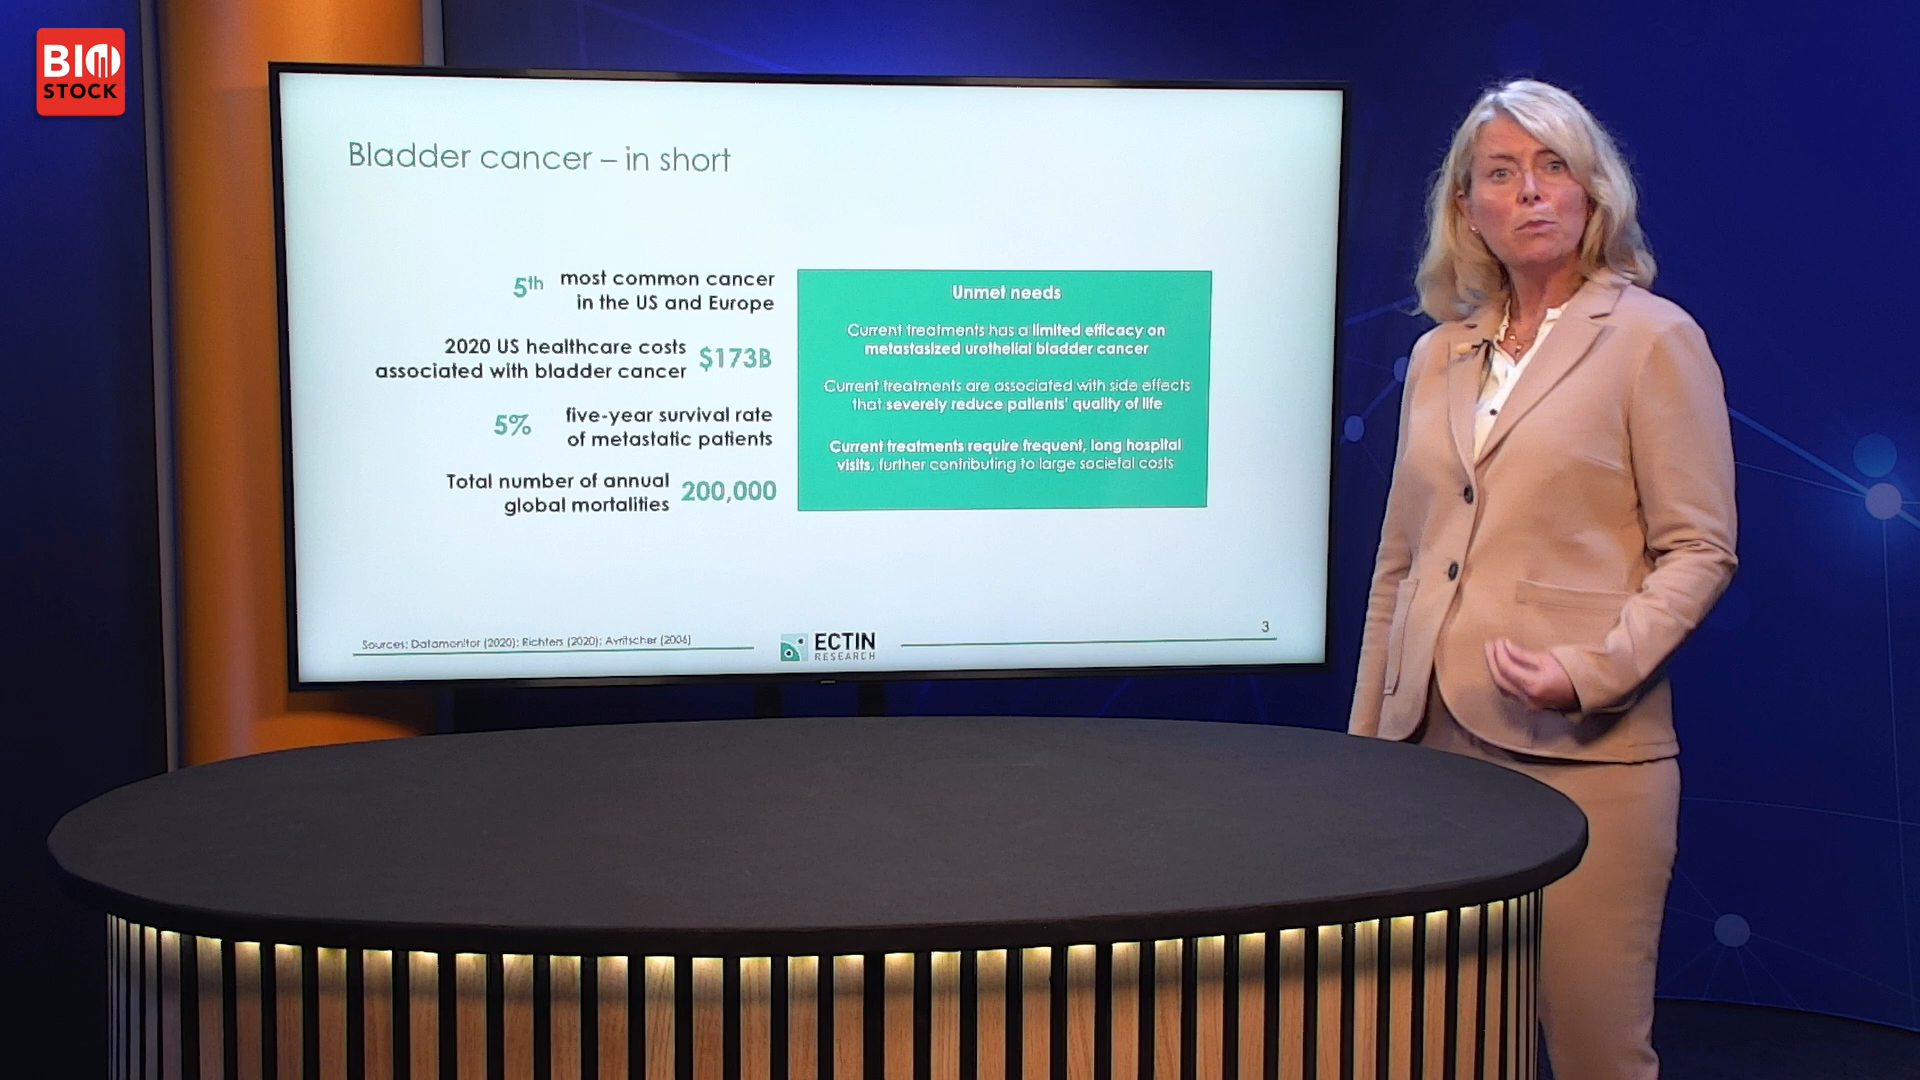 BIO
STOCK
Bladder cancer – in short
5th most common cancer
in the US and Europe
2020 US healthcare costs
associated with bladder cancer $173B
5% five-year survival rate
of metastatic patients
Total number of annual
global mortalities 200,000
Unmet needs
Current treatments has a limited efficacy on
metastasized urothelial bladder cancer
Current treatments are associated with side effects
that severely reduce patients' quality of life
Current treatments require frequent, long hospital
visits, further contributing to large societal costs
Sources: Datamonitor (2020); Richters (2020); Avritscher (2006)
ECTIN
RESEARCH
3